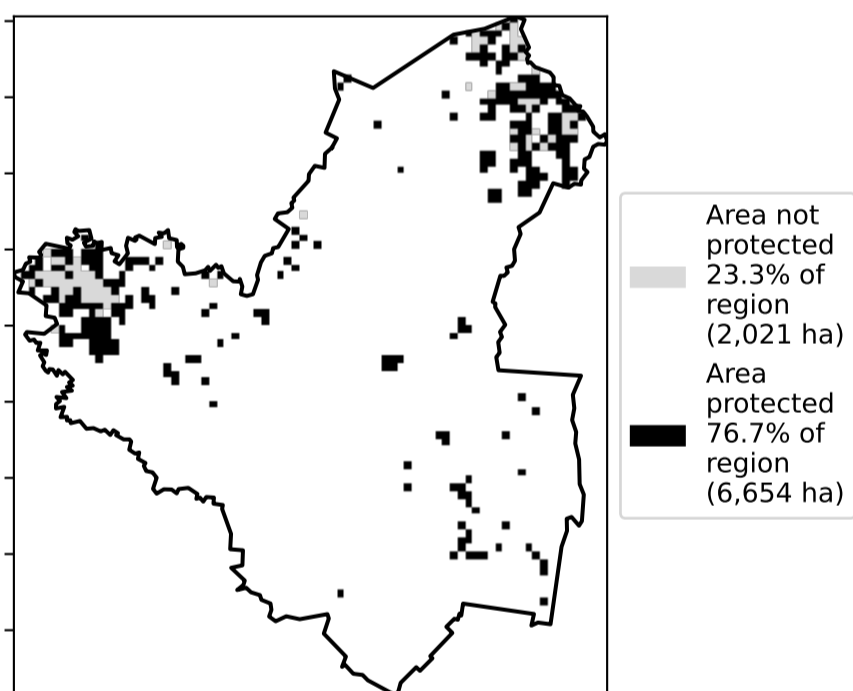 Area not
protected
23.3% of
region
(2,021 ha)
Area
protected
76.7% of
region
(6,654 ha)